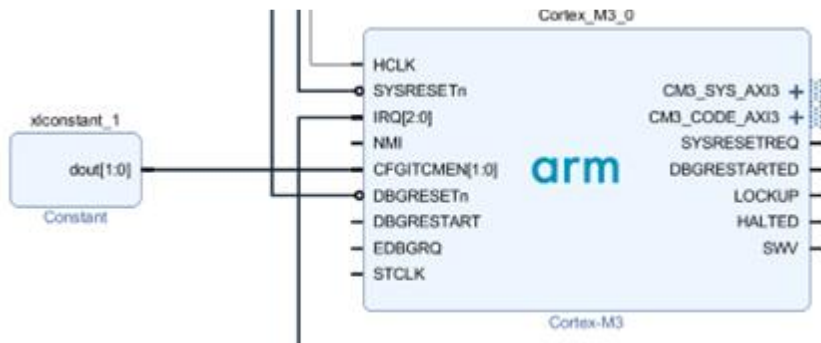 Cortex_M3_0
HCLK
SYSRESETn
IRQ[2:0]
NMI
CFGITCMEN[1:0]
DBGRESETn
DBGRESTART
EDBGRQ
STCLK
arm
CM3_SYS_AXI3
CM3_CODE_AXI3
SYSRESETREQ
DBGRESTARTED
LOCKUP
HALTED
SWV
Cortex-M3
xlconstant_1
dout[1:0]
Constant